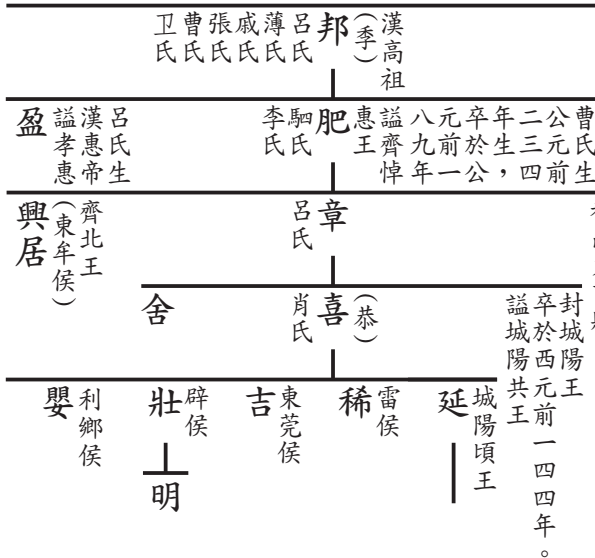 漢高祖
(季)
邦
呂氏
薄氏
戚氏
張氏
曹氏
卫氏
曹氏生
公元前
二三四
年生，
卒於公
元前一
八九年
謚齊悼
惠王
肥
駟氏
李氏
呂氏生
漢惠帝
謚孝惠
盈
章
呂氏
齊北王
(東牟侯)
興居
封城陽王
卒於西元前一四四年。
謚城陽共王
(恭)
喜
肖氏
舍
城陽頃王
延
雷侯
稀
東莞侯
吉
辟侯
壯
利鄉侯
嬰
明